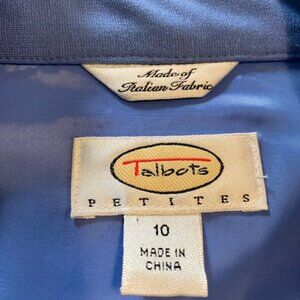 Made of
Italian Fabric
Talbots
PETITES
10
MADE IN
CHINA